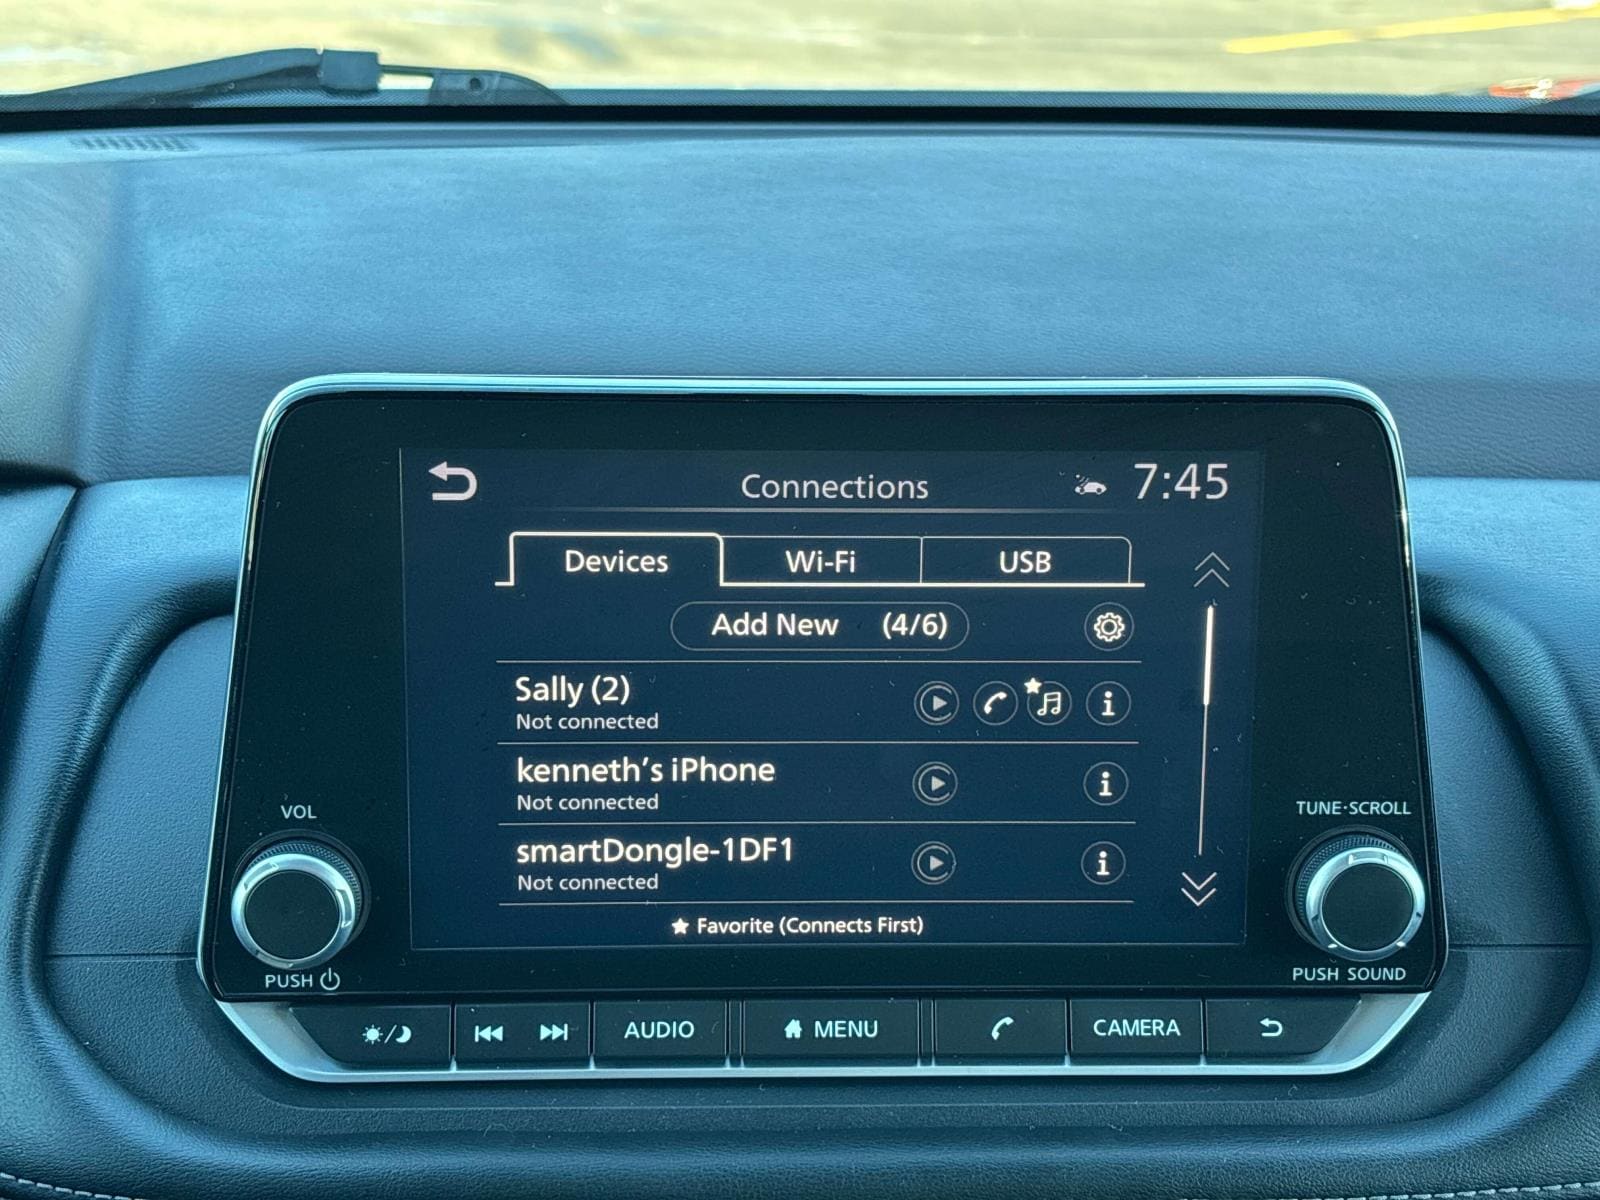 Connections 7:45
Devices Wi-Fi USB
Add New (4/6)
Sally (2)
Not connected
kenneth's iPhone
Not connected
smartDongle-1DF1
Not connected
★ Favorite (Connects First)
VOL
PUSH
TUNE·SCROLL
PUSH SOUND
AUDIO MENU CAMERA